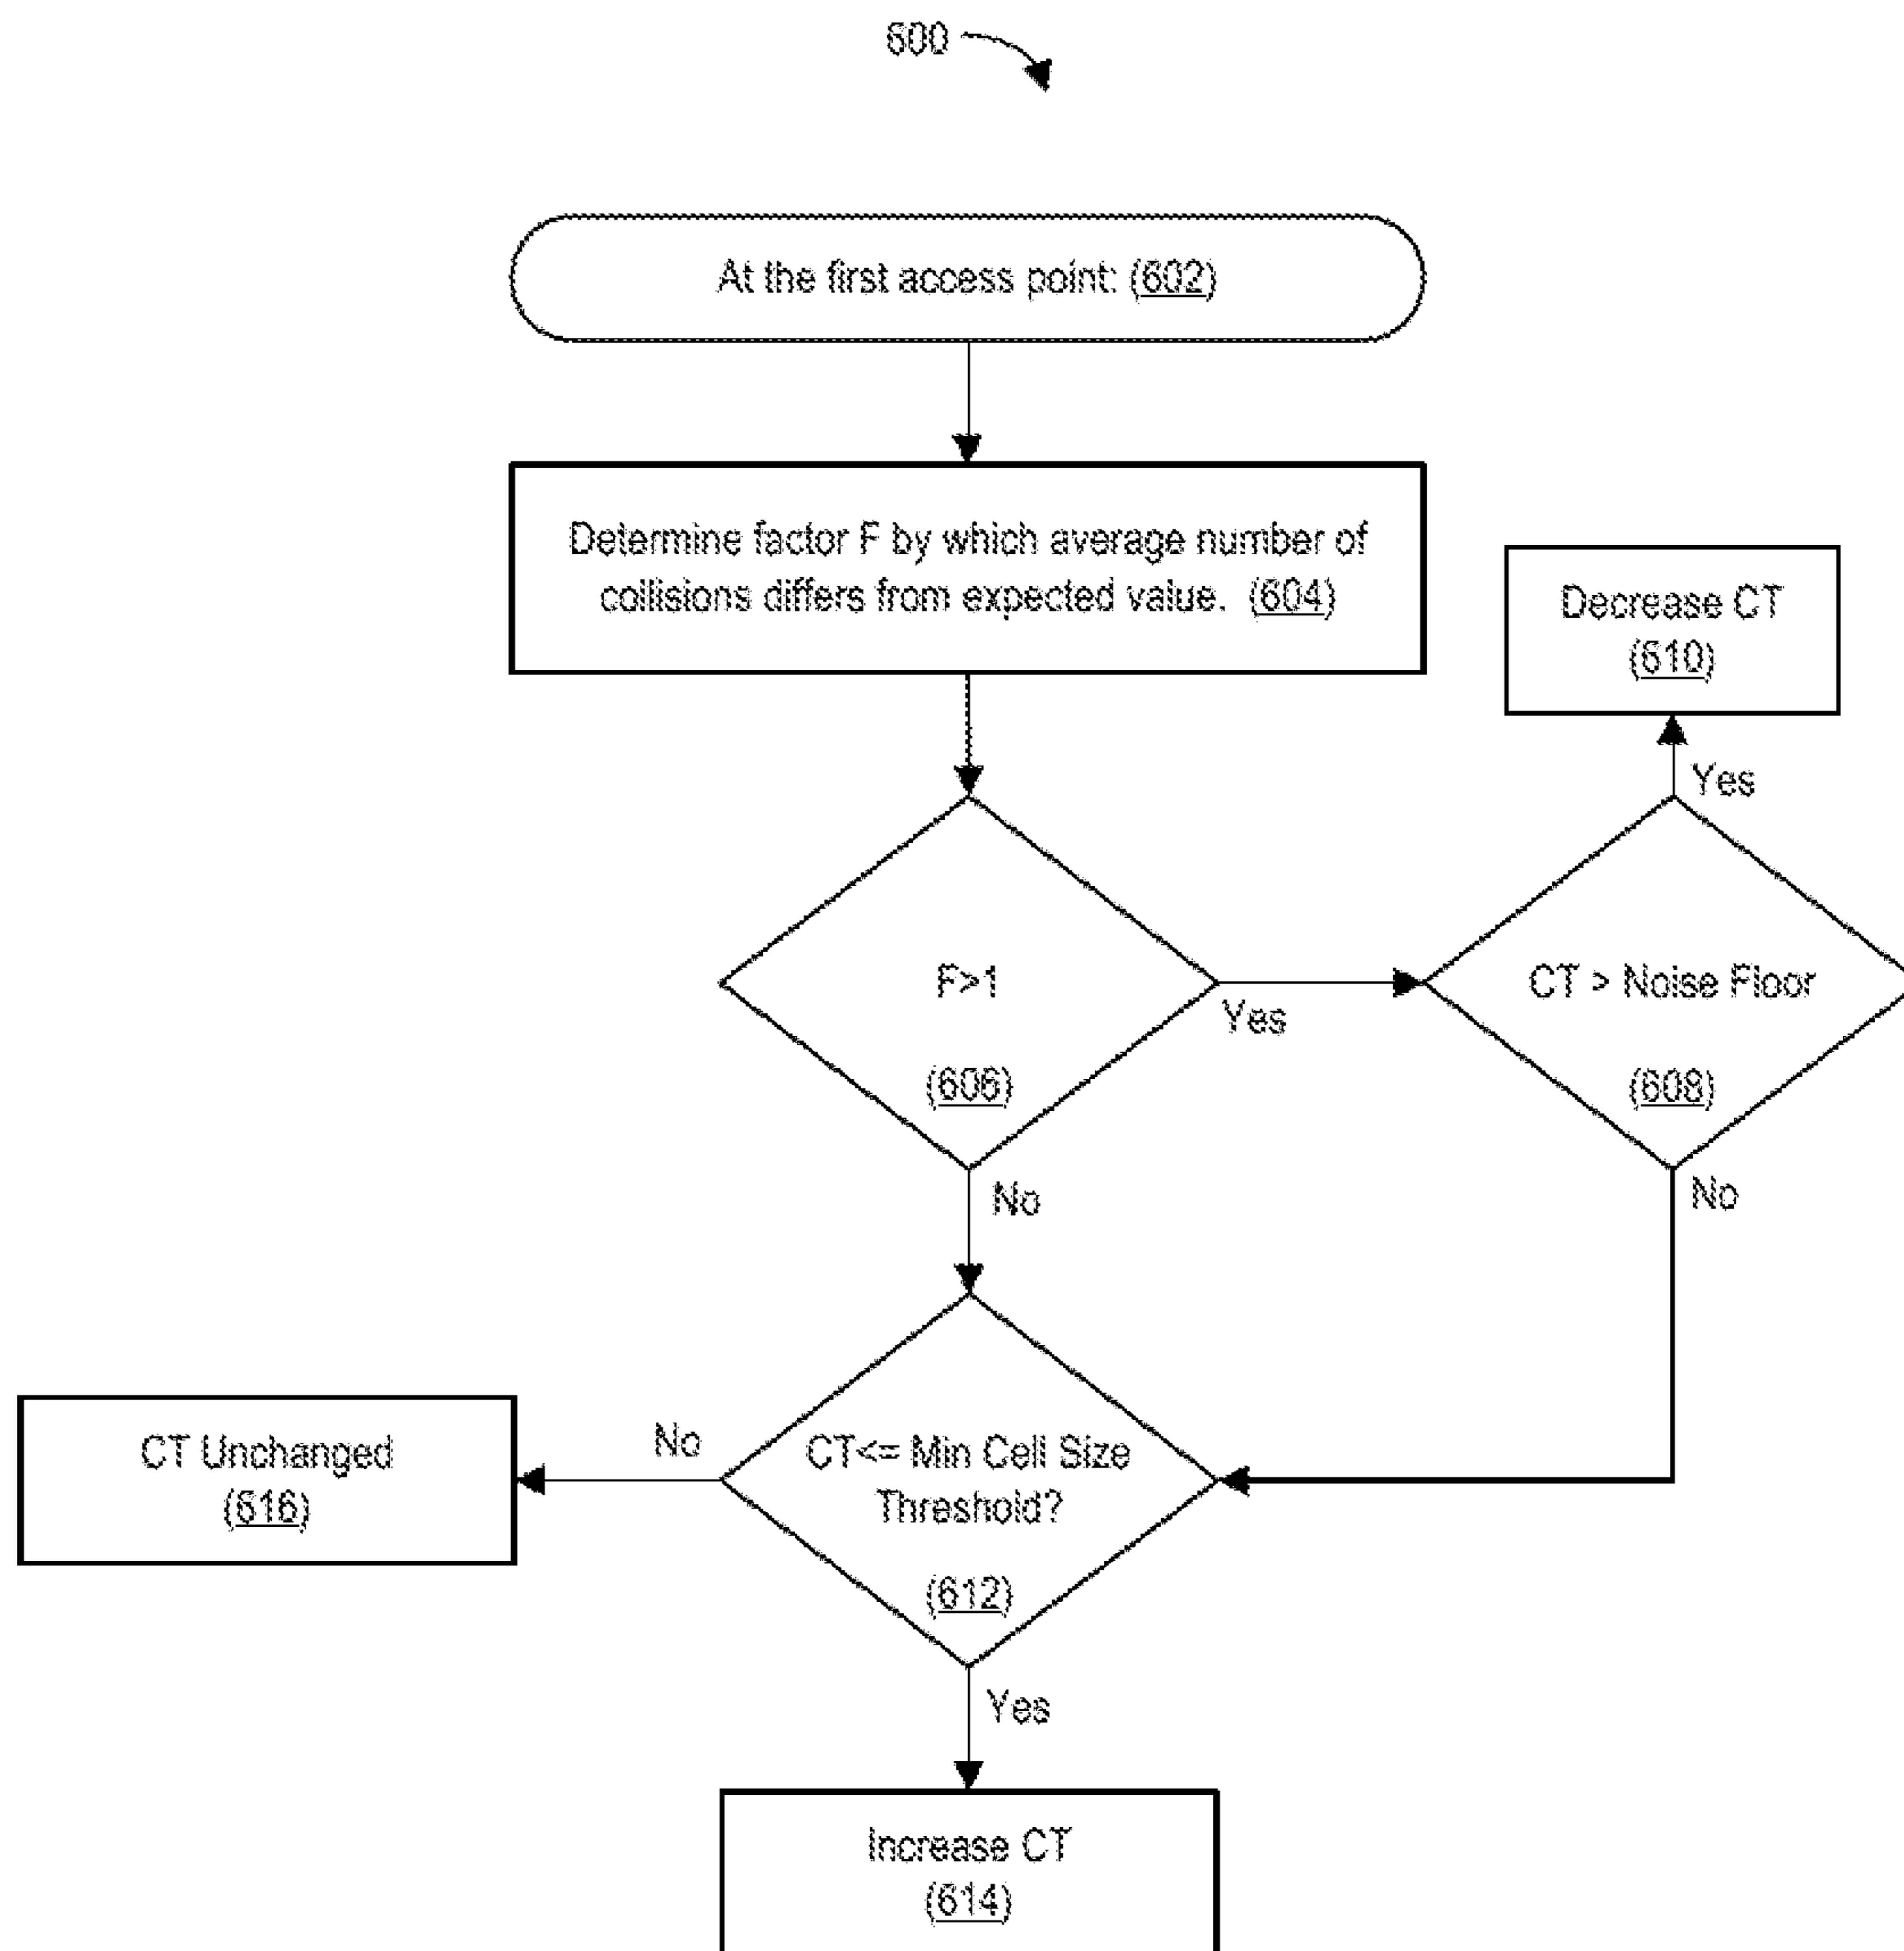 600
At the first access point: (602)
Determine factor F by which average number of
collisions differs from expected value. (604)
Decrease CT
(610)
Yes
F>1
(606)
Yes
CT > Noise Floor
(608)
No
No
CT<= Min Cell Size
Threshold?
(612)
No
CT Unchanged
(616)
Yes
Increase CT
(614)